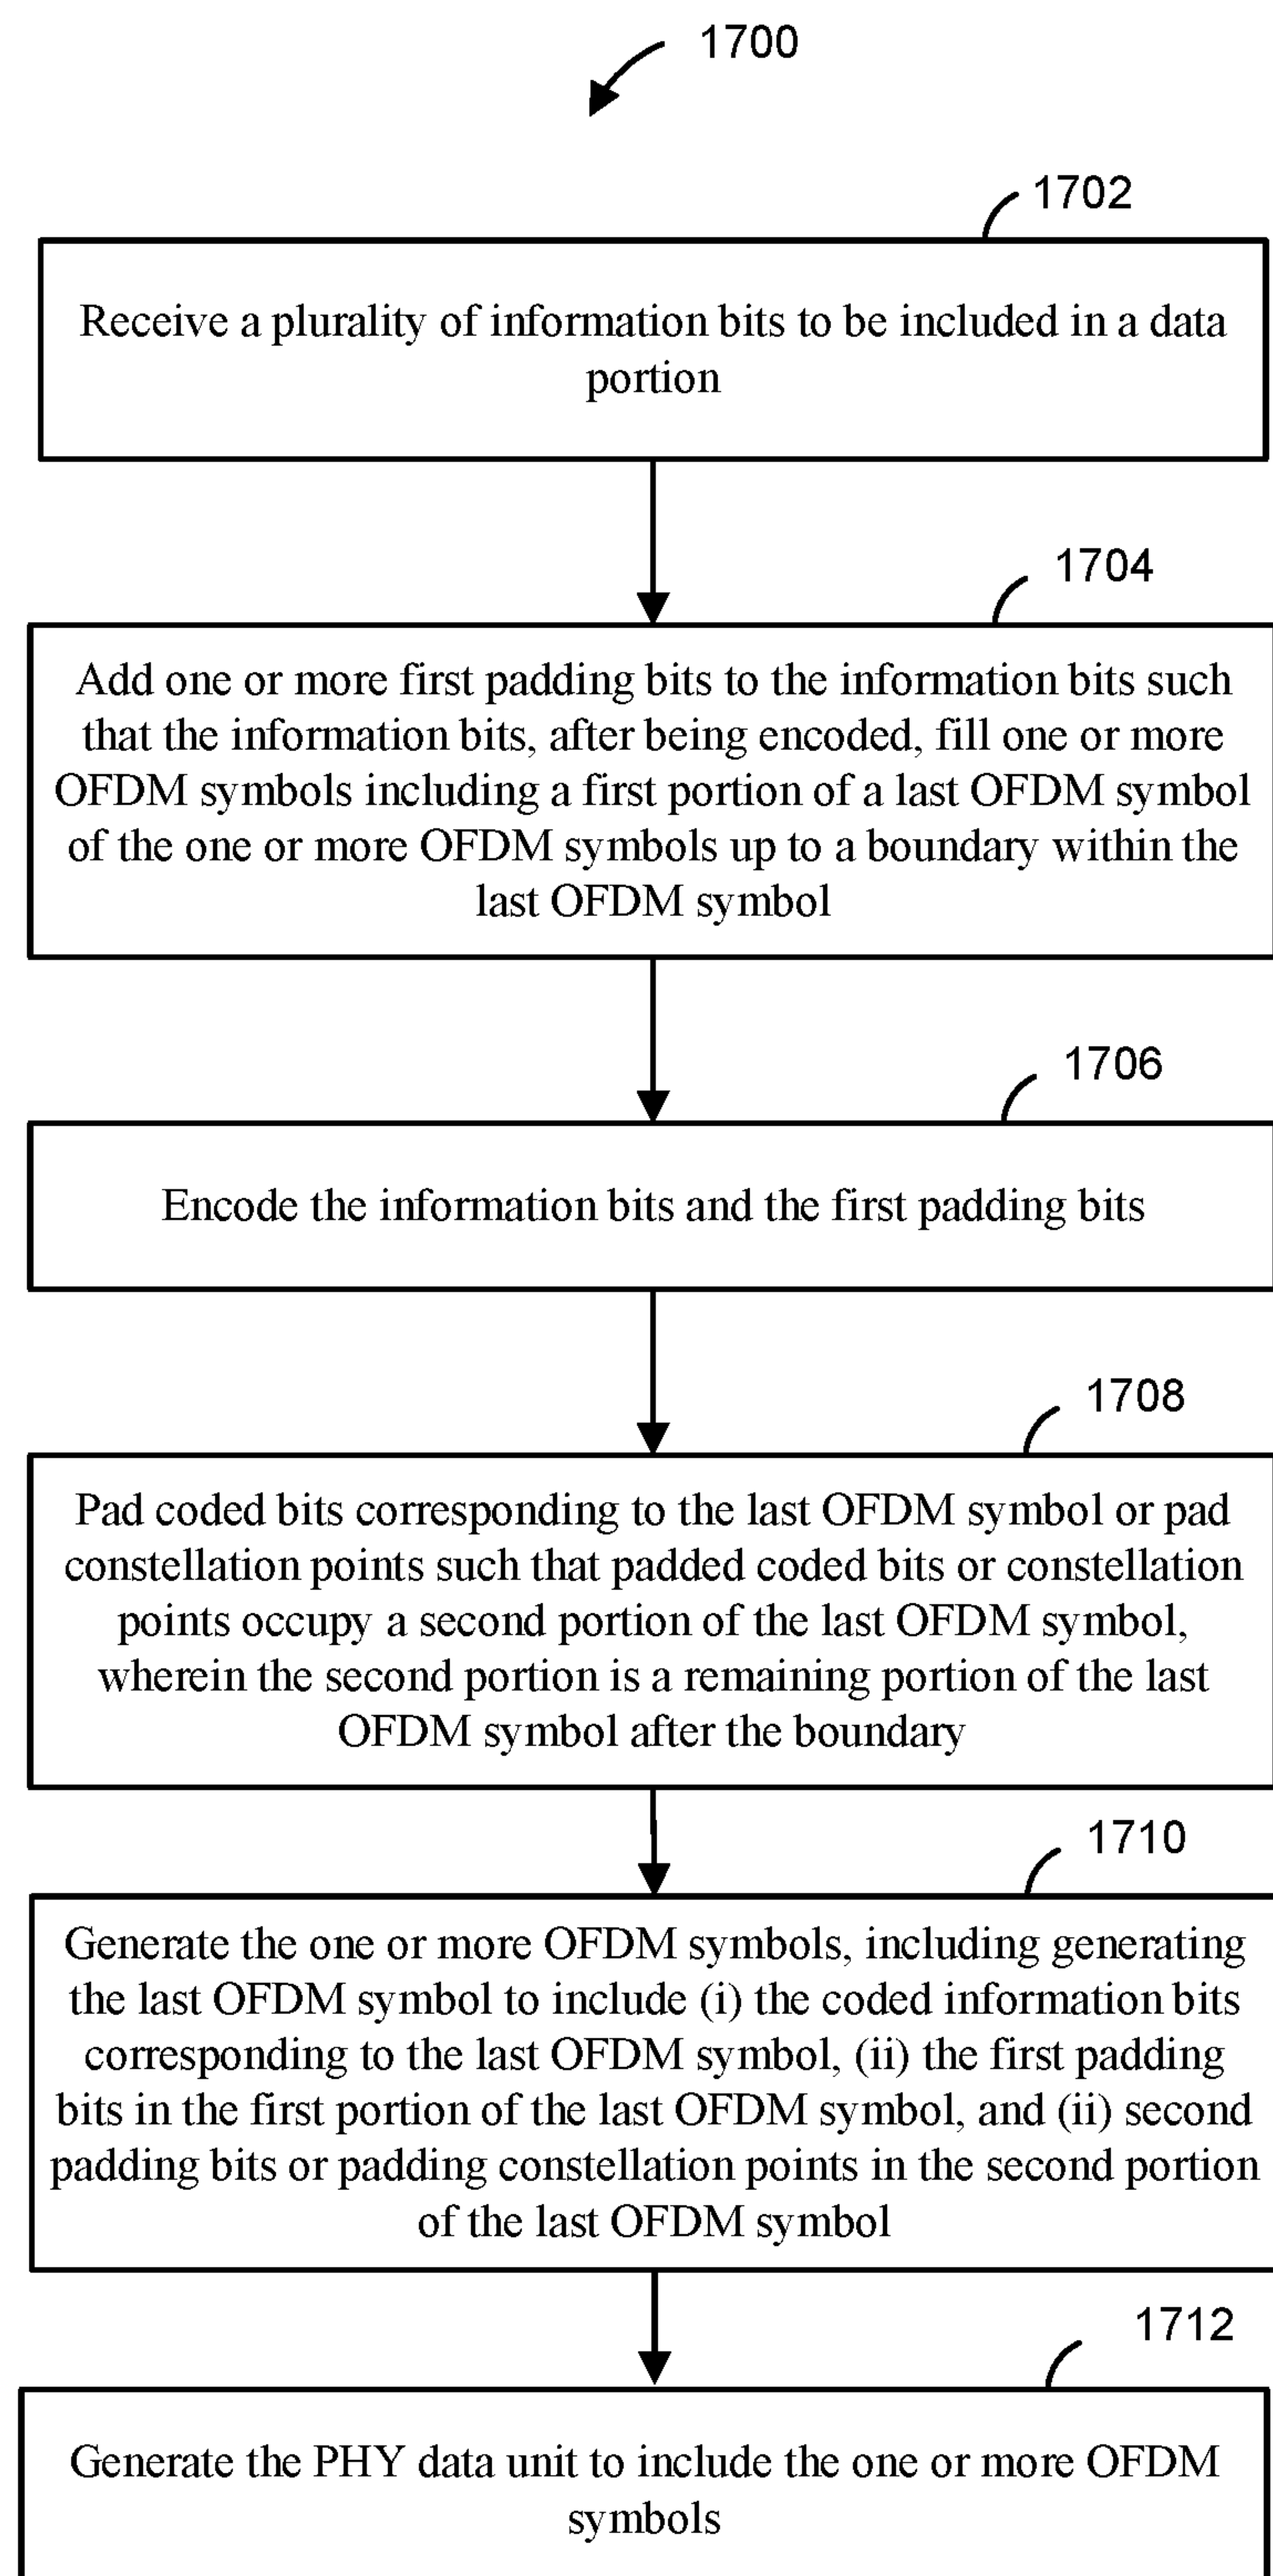 1700
1702
Receive a plurality of information bits to be included in a data
portion
1704
Add one or more first padding bits to the information bits such
that the information bits, after being encoded, fill one or more
OFDM symbols including a first portion of a last OFDM symbol
of the one or more OFDM symbols up to a boundary within the
last OFDM symbol
1706
Encode the information bits and the first padding bits
1708
Pad coded bits corresponding to the last OFDM symbol or pad
constellation points such that padded coded bits or constellation
points occupy a second portion of the last OFDM symbol,
wherein the second portion is a remaining portion of the last
OFDM symbol after the boundary
1710
Generate the one or more OFDM symbols, including generating
the last OFDM symbol to include (i) the coded information bits
corresponding to the last OFDM symbol, (ii) the first padding
bits in the first portion of the last OFDM symbol, and (ii) second
padding bits or padding constellation points in the second portion
of the last OFDM symbol
1712
Generate the PHY data unit to include the one or more OFDM
symbols